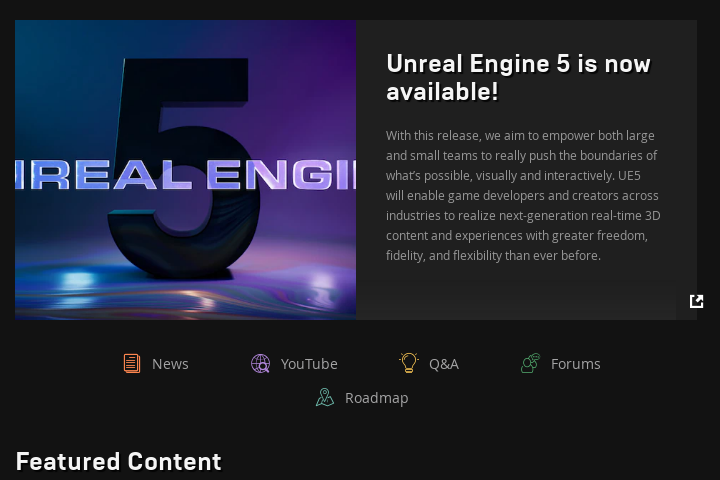 5
NREAL ENGI
Unreal Engine 5 is now
available!
With this release, we aim to empower both large
and small teams to really push the boundaries of
what's possible, visually and interactively. UE5
will enable game developers and creators across
industries to realize next-generation real-time 3D
content and experiences with greater freedom,
fidelity, and flexibility than ever before.
News YouTube Q&A Forums
Roadmap
Featured Content